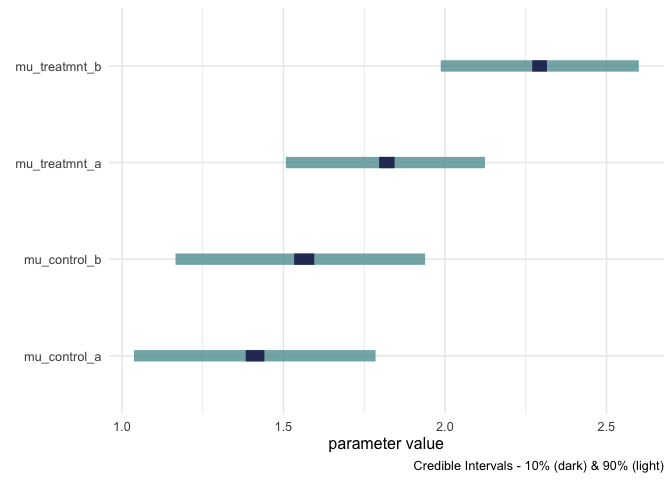 mu_treatmnt_b
mu_treatmnt_a
mu_control_b
mu_control_a
1.0 1.5 2.0 2.5
parameter value
Credible Intervals - 10% (dark) & 90% (light)